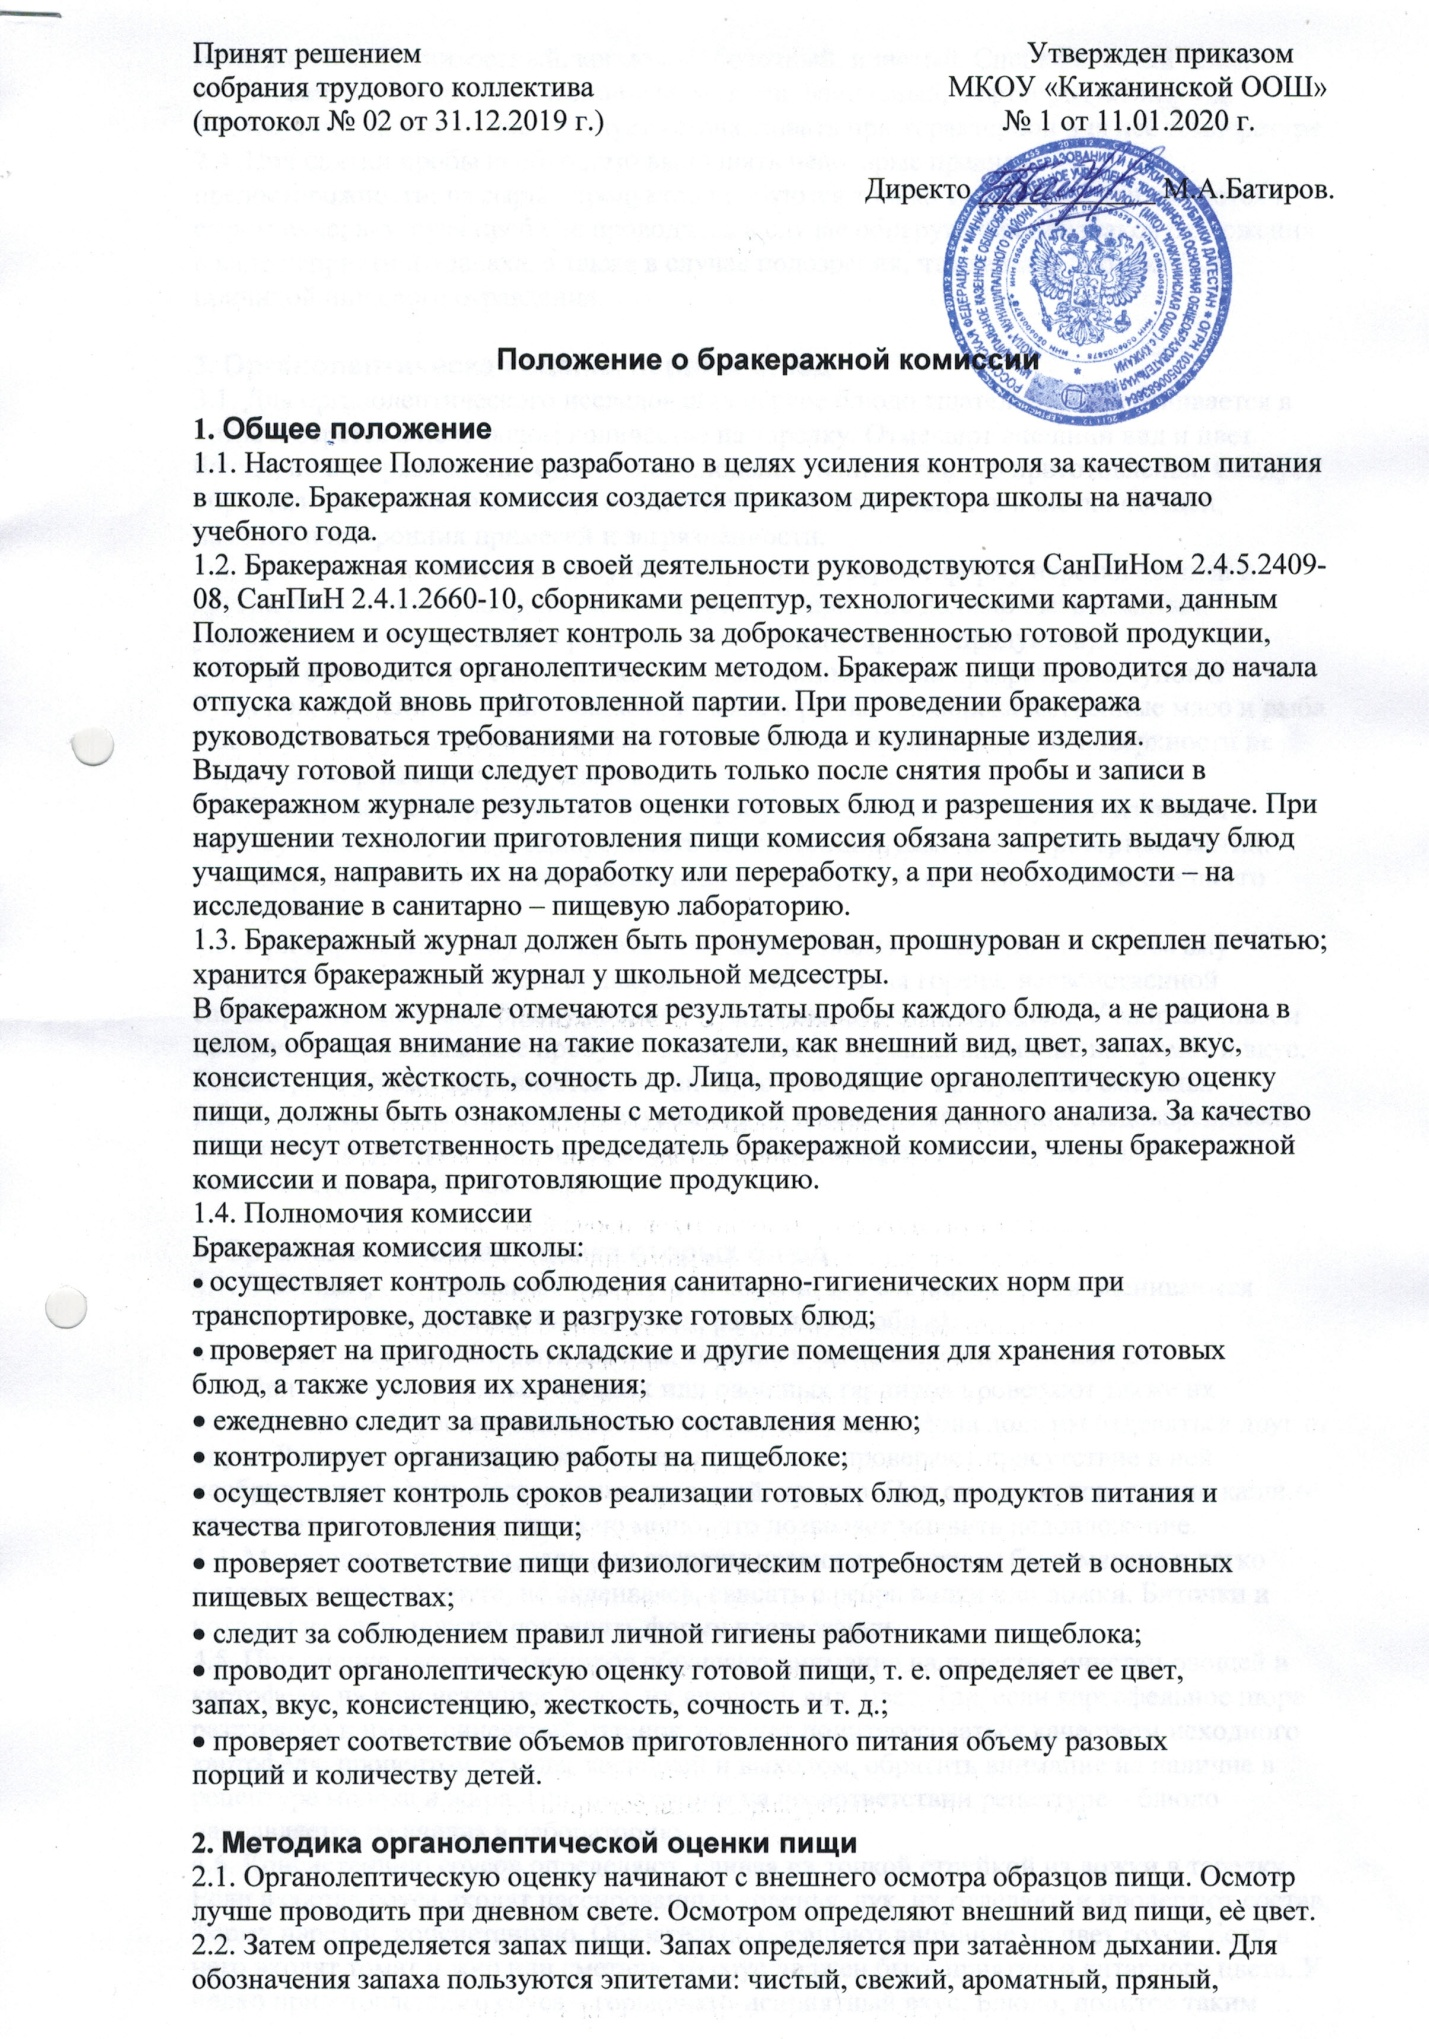 Принят решением Утвержден приказом
собрания трудового коллектива МКОУ «Кижанинской ООШ»
(протокол № 02 от 31.12.2019 г.) № 1 от 11.01.2020 г.
Директо М.А.Батиров.
Положение о бракеражной комиссии
1. Общее положение
1.1. Настоящее Положение разработано в целях усиления контроля за качеством питания
в школе. Бракеражная комиссия создается приказом директора школы на начало
учебного года.
1.2. Бракеражная комиссия в своей деятельности руководствуются СанПиНом 2.4.5.2409-
08, СанПиН 2.4.1.2660-10, сборниками рецептур, технологическими картами, данным
Положением и осуществляет контроль за доброкачественностью готовой продукции,
который проводится органолептическим методом. Бракераж пищи проводится до начала
отпуска каждой вновь приготовленной партии. При проведении бракеража
руководствоваться требованиями на готовые блюда и кулинарные изделия.
Выдачу готовой пищи следует проводить только после снятия пробы и записи в
бракеражном журнале результатов оценки готовых блюд и разрешения их к выдаче. При
нарушении технологии приготовления пищи комиссия обязана запретить выдачу блюд
учащимся, направить их на доработку или переработку, а при необходимости – на
исследование в санитарно – пищевую лабораторию.
1.3. Бракеражный журнал должен быть пронумерован, прошнурован и скреплен печатью;
хранится бракеражный журнал у школьной медсестры.
В бракеражном журнале отмечаются результаты пробы каждого блюда, а не рациона в
целом, обращая внимание на такие показатели, как внешний вид, цвет, запах, вкус,
консистенция, жѐсткость, сочность др. Лица, проводящие органолептическую оценку
пищи, должны быть ознакомлены с методикой проведения данного анализа. За качество
пищи несут ответственность председатель бракеражной комиссии, члены бракеражной
комиссии и повара, приготовляющие продукцию.
1.4. Полномочия комиссии
Бракеражная комиссия школы:
• осуществляет контроль соблюдения санитарно-гигиенических норм при
транспортировке, доставке и разгрузке готовых блюд;
• проверяет на пригодность складские и другие помещения для хранения готовых
блюд, а также условия их хранения;
• ежедневно следит за правильностью составления меню;
• контролирует организацию работы на пищеблоке;
• осуществляет контроль сроков реализации готовых блюд, продуктов питания и
качества приготовления пищи;
• проверяет соответствие пищи физиологическим потребностям детей в основных
пищевых веществах;
• следит за соблюдением правил личной гигиены работниками пищеблока;
• проводит органолептическую оценку готовой пищи, т. е. определяет ее цвет,
запах, вкус, консистенцию, жесткость, сочность и т. д.;
• проверяет соответствие объемов приготовленного питания объему разовых
порций и количеству детей.
2. Методика органолептической оценки пищи
2.1. Органолептическую оценку начинают с внешнего осмотра образцов пищи. Осмотр
лучше проводить при дневном свете. Осмотром определяют внешний вид пищи, еѐ цвет.
2.2. Затем определяется запах пищи. Запах определяется при затаѐнном дыхании. Для
обозначения запаха пользуются эпитетами: чистый, свежий, ароматный, пряный,